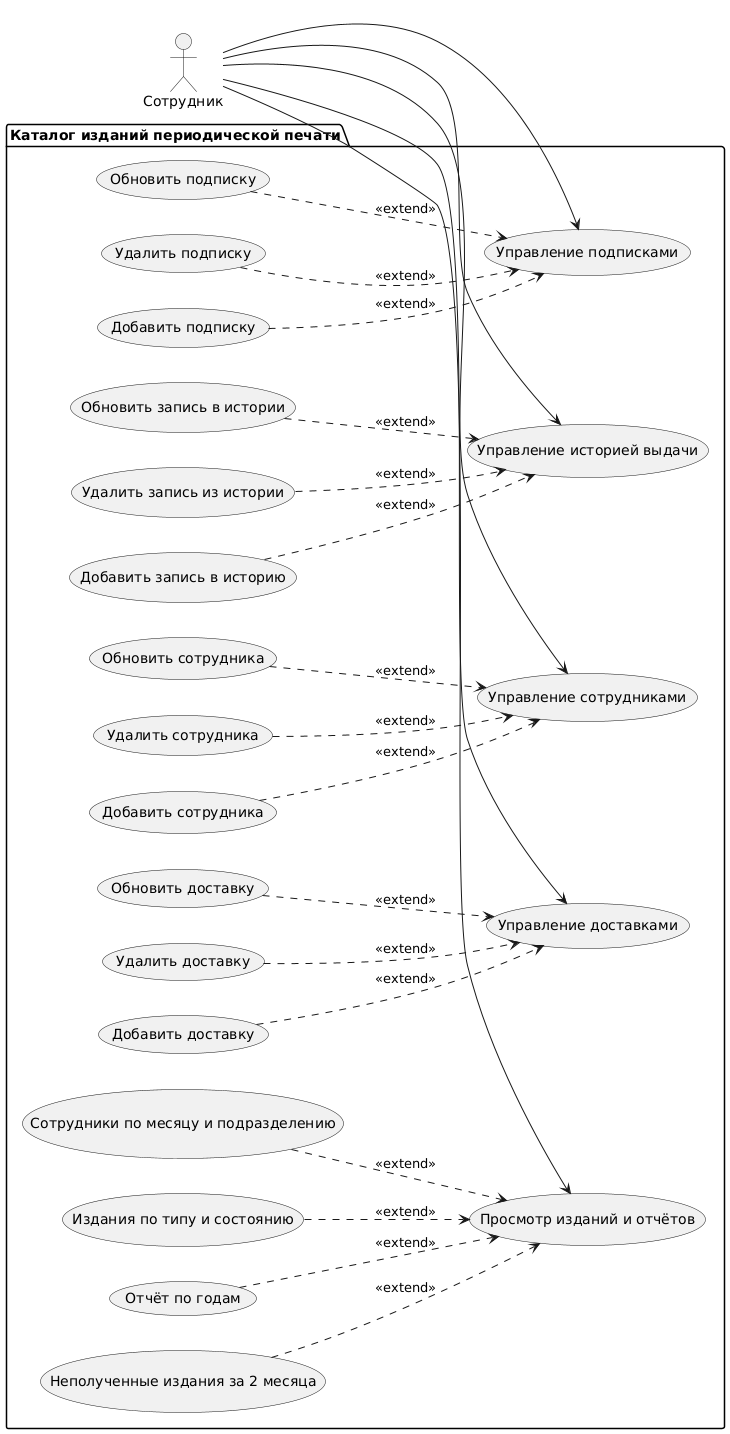 Сотрудник
Каталог изданий периодической печати
Обновить подписку
«extend»
Удалить подписку
Управление подписками
«extend»
«extend»
Добавить подписку
Обновить запись в истории
«extend»
Управление историей выдачи
«extend»
Удалить запись из истории
«extend»
Добавить запись в историю
Обновить сотрудника
«extend»
Управление сотрудниками
«extend»
Удалить сотрудника
«extend»
Добавить сотрудника
Обновить доставку
«extend»
Управление доставками
«extend»
Удалить доставку
«extend»
Добавить доставку
Сотрудники по месяцу и подразделению
«extend»
«extend»
Издания по типу и состоянию
Просмотр изданий и отчётов
«extend»
Отчёт по годам
«extend»
Неполученные издания за 2 месяца